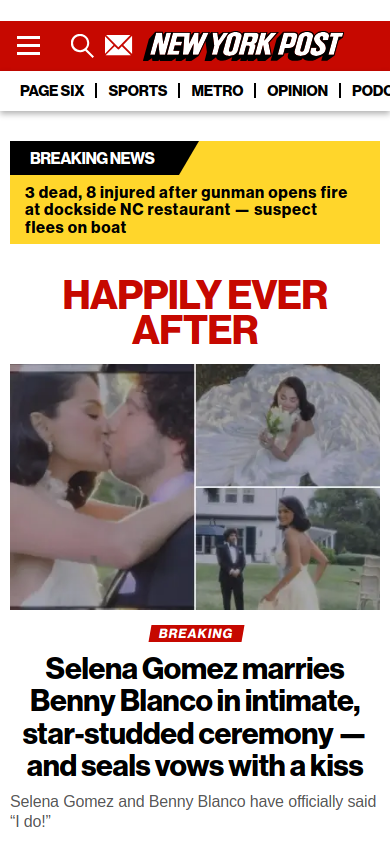 NEW YORK POST
PAGE SIX SPORTS METRO OPINION PODC
BREAKING NEWS
3 dead, 8 injured after gunman opens fire
at dockside NC restaurant — suspect
flees on boat
HAPPILY EVER
AFTER
BREAKING
Selena Gomez marries
Benny Blanco in intimate,
star-studded ceremony —
and seals vows with a kiss
Selena Gomez and Benny Blanco have officially said
“I do!”